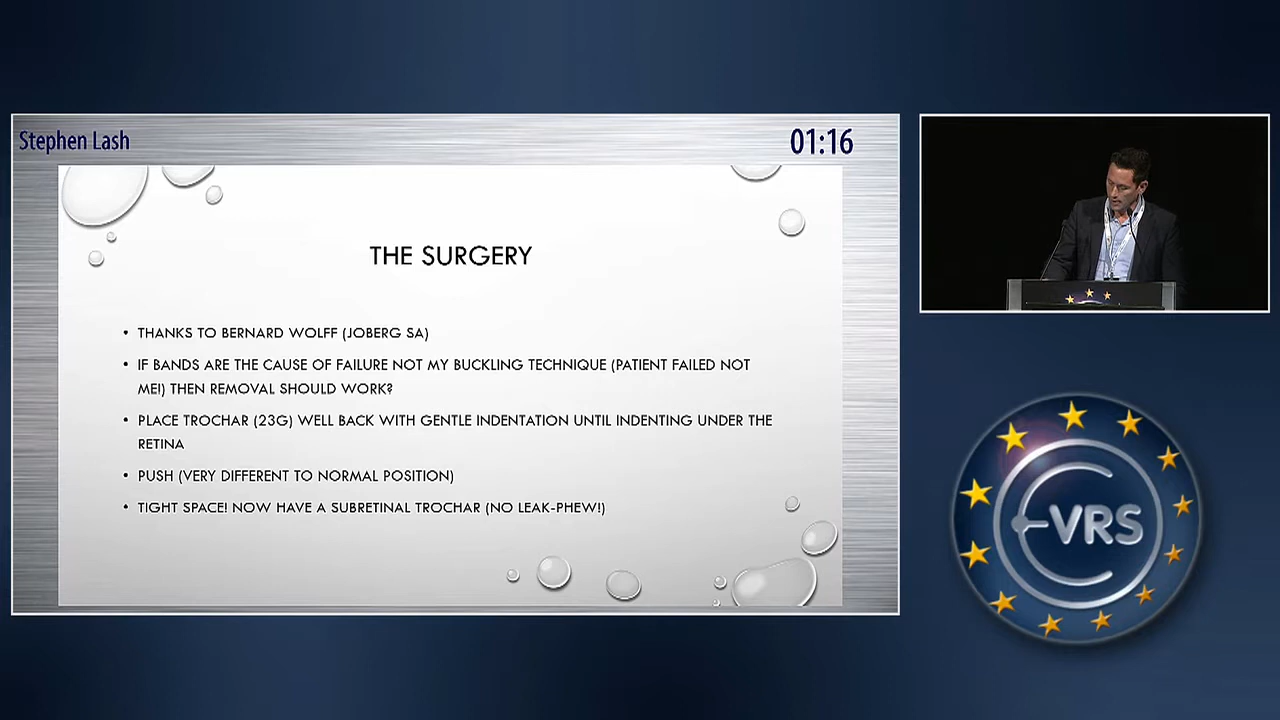 Stephen Lash
01:16
THE SURGERY
• THANKS TO BERNARD WOLFF (JOBERG SA)
• IF BANDS ARE THE CAUSE OF FAILURE NOT MY BUCKLING TECHNIQUE (PATIENT FAILED NOT
ME!) THEN REMOVAL SHOULD WORK?
• PLACE TROCHAR (23G) WELL BACK WITH GENTLE INDENTATION UNTIL INDENTING UNDER THE
RETINA
• PUSH (VERY DIFFERENT TO NORMAL POSITION)
• TIGHT SPACE! NOW HAVE A SUBRETINAL TROCHAR (NO LEAK-PHEW!)
E-VRS